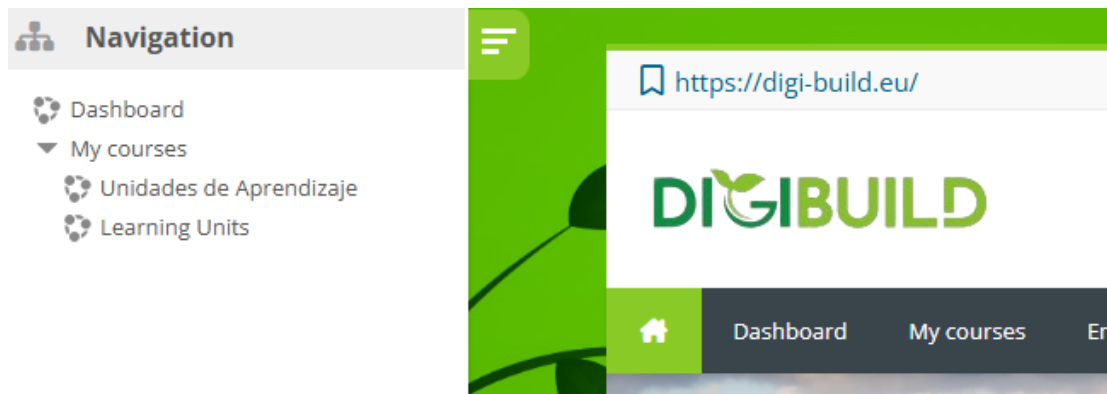 Navigation
Dashboard
My courses
Unidades de Aprendizaje
Learning Units
https://digi-build.eu/
DIGIBUILD
Dashboard My courses